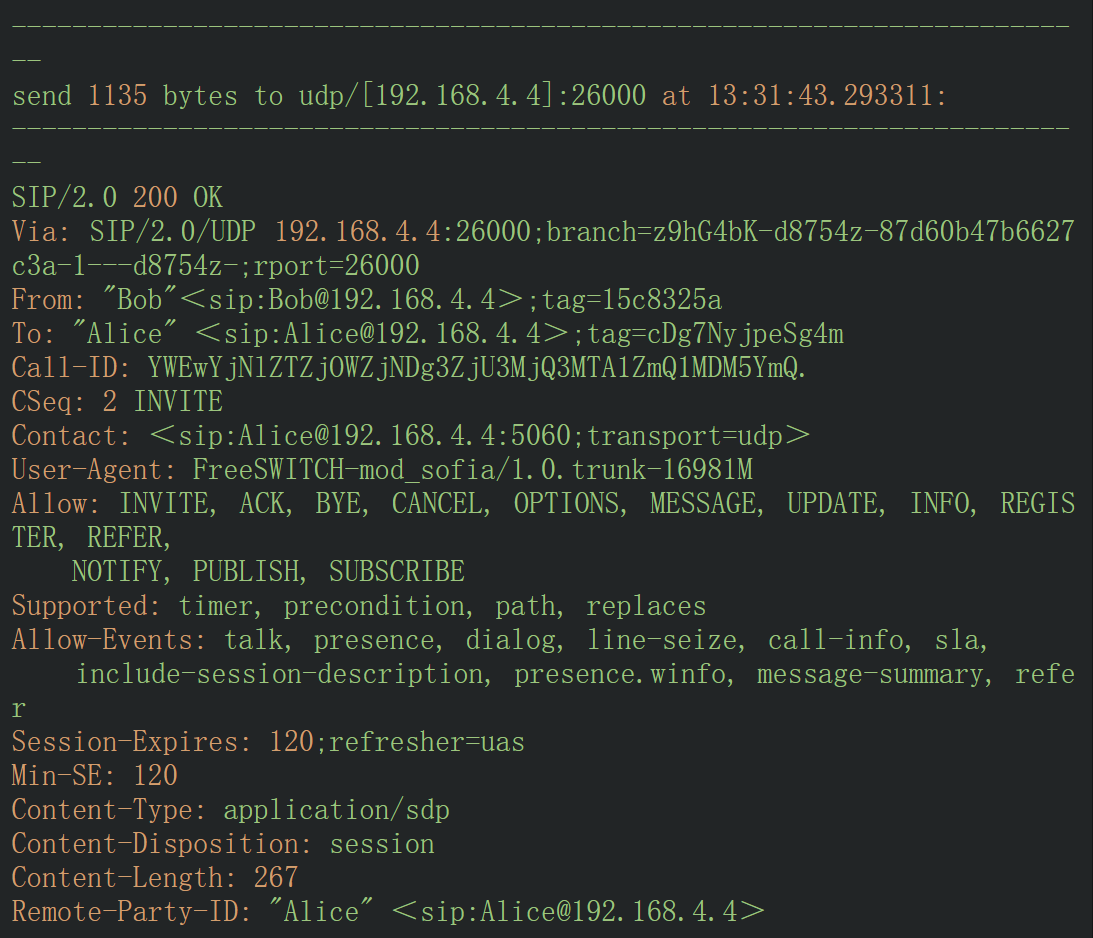 ----------------------------------------------------------------------
--
send 1135 bytes to udp/[192.168.4.4]:26000 at 13:31:43.293311:
----------------------------------------------------------------------
--
SIP/2.0 200 OK
Via: SIP/2.0/UDP 192.168.4.4:26000;branch=z9hG4bK-d8754z-87d60b47b6627
c3a-1---d8754z-;rport=26000
From: "Bob"<sip:Bob@192.168.4.4>;tag=15c8325a
To: "Alice" <sip:Alice@192.168.4.4>;tag=cDg7NyjpeSg4m
Call-ID: YWEwYjNlZTZjOWZjNDg3ZjU3MjQ3MTA1ZmQ1MDM5YmQ.
CSeq: 2 INVITE
Contact: <sip:Alice@192.168.4.4:5060;transport=udp>
User-Agent: FreeSWITCH-mod_sofia/1.0.trunk-16981M
Allow: INVITE, ACK, BYE, CANCEL, OPTIONS, MESSAGE, UPDATE, INFO, REGIS
TER, REFER,
    NOTIFY, PUBLISH, SUBSCRIBE
Supported: timer, precondition, path, replaces
Allow-Events: talk, presence, dialog, line-seize, call-info, sla,
    include-session-description, presence.winfo, message-summary, refe
r
Session-Expires: 120;refresher=uas
Min-SE: 120
Content-Type: application/sdp
Content-Disposition: session
Content-Length: 267
Remote-Party-ID: "Alice" <sip:Alice@192.168.4.4>